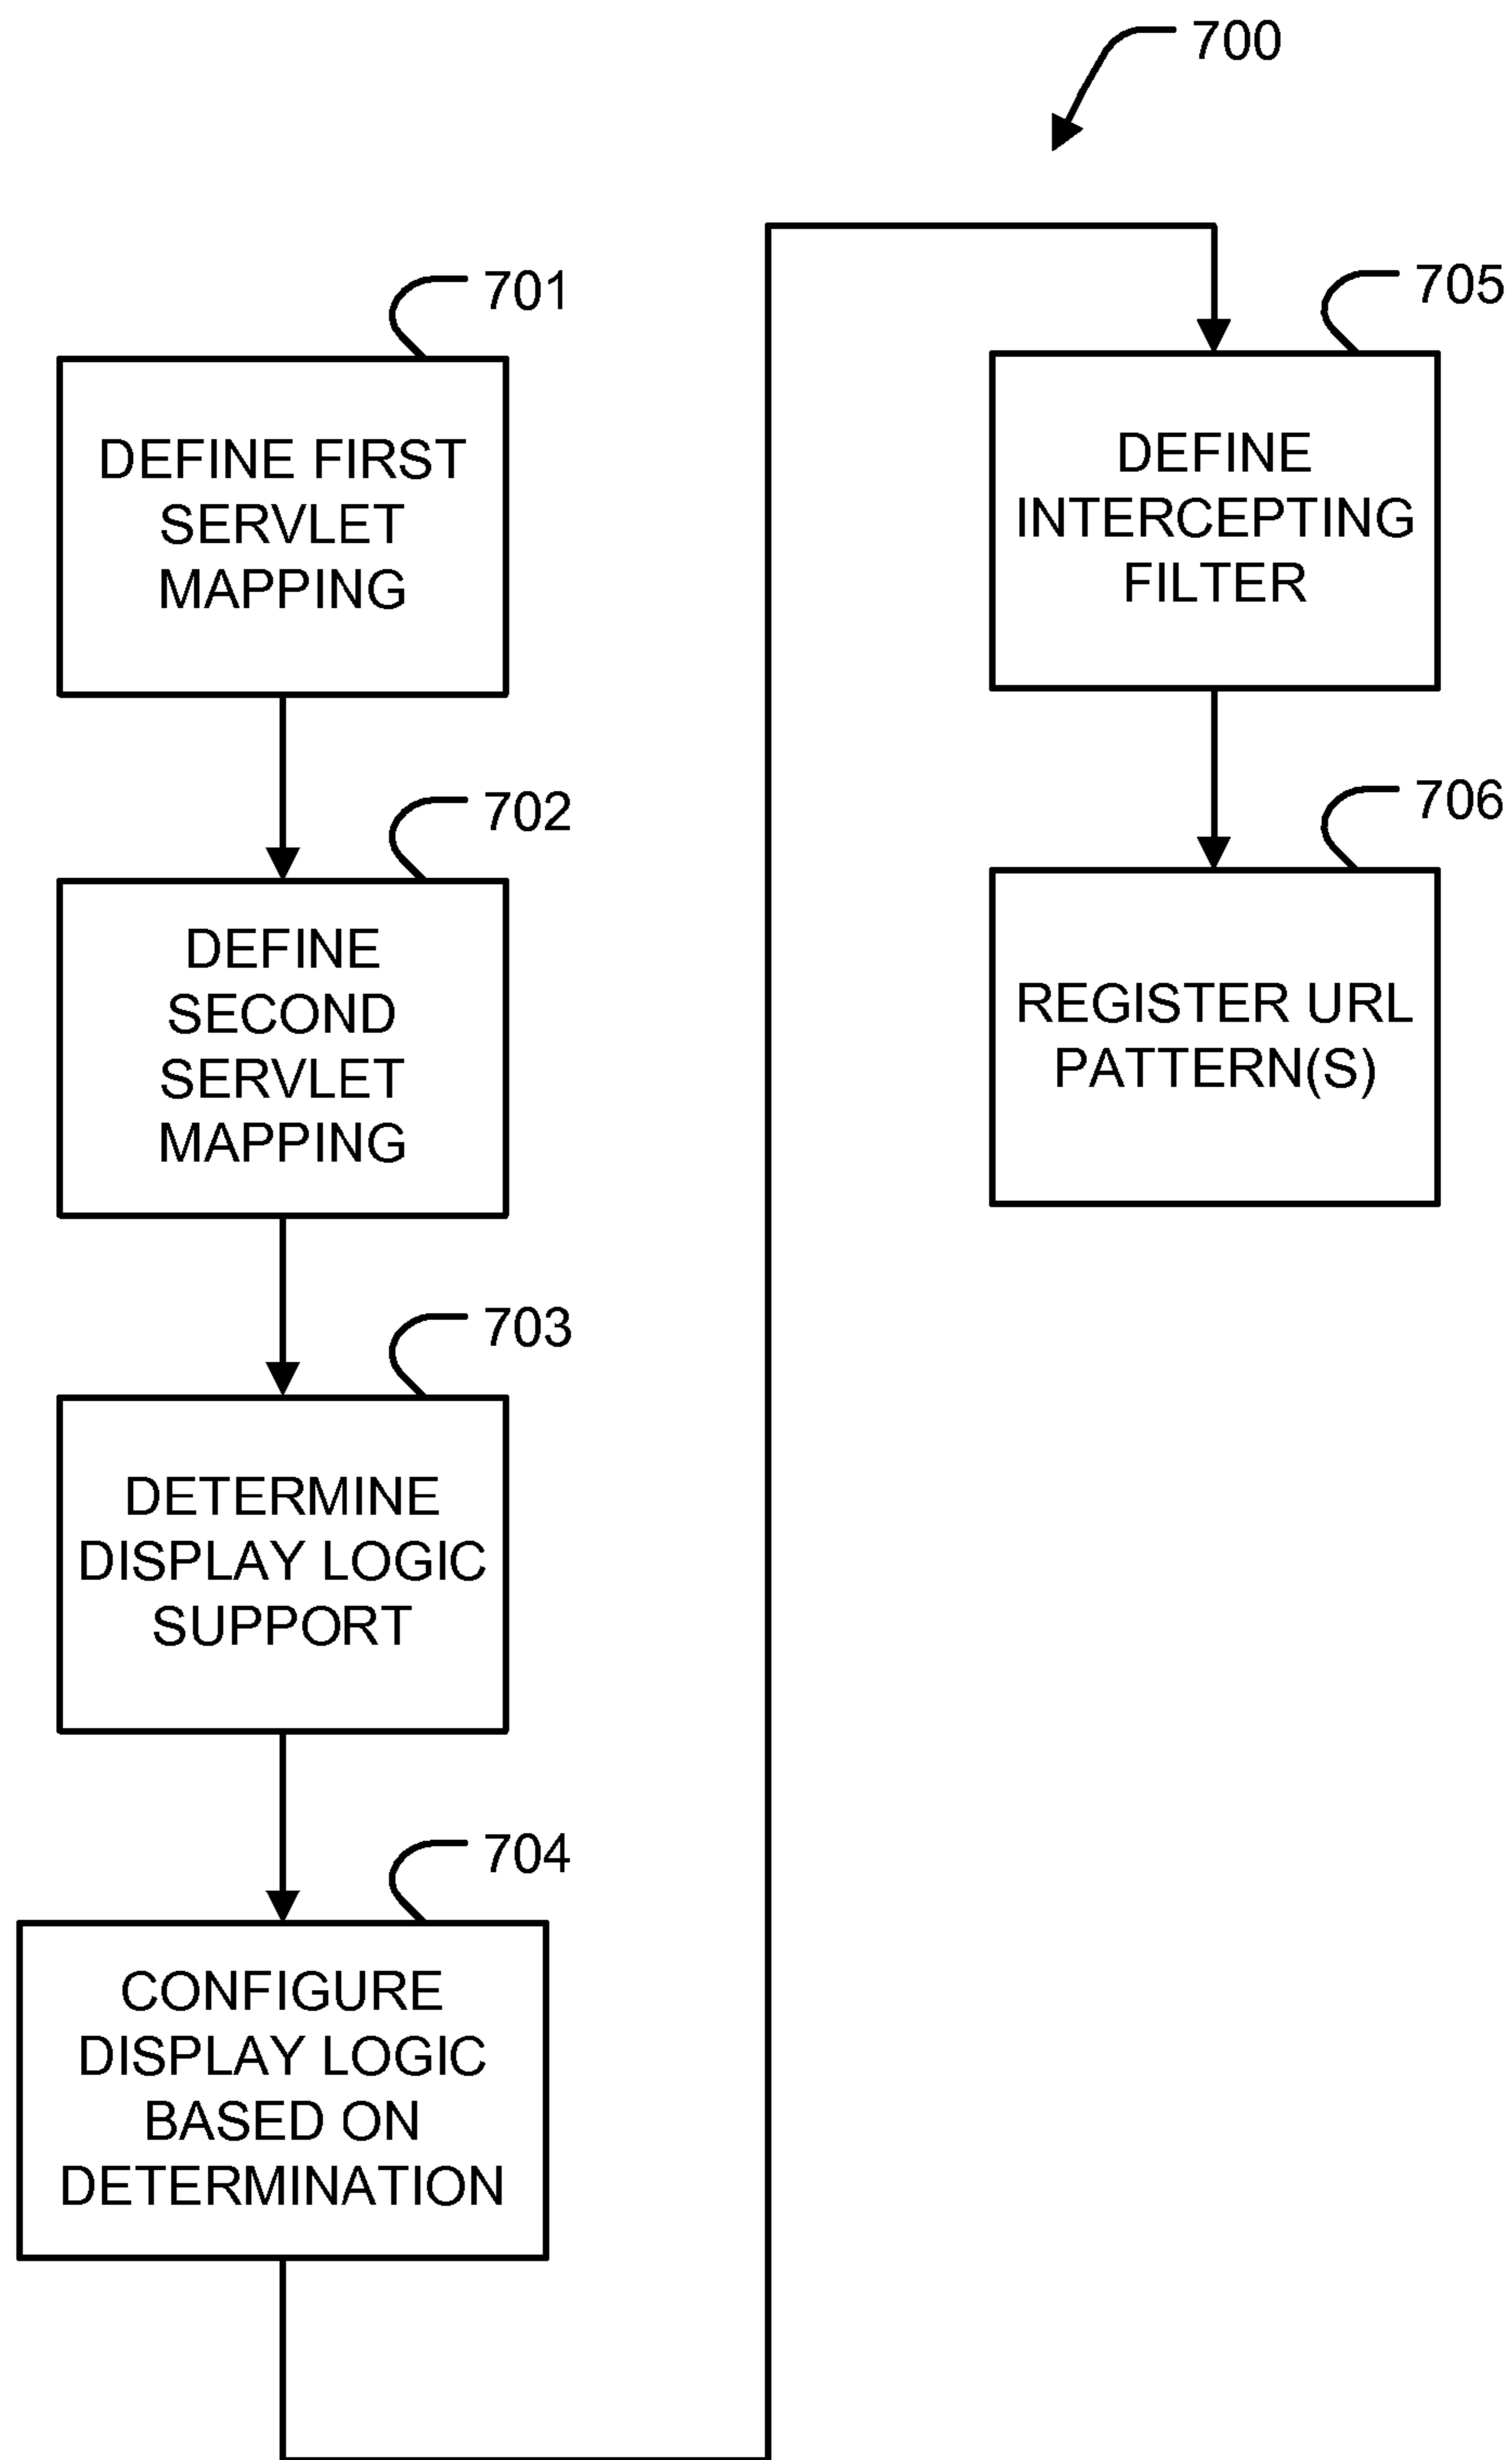 700
701
DEFINE FIRST
SERVLET
MAPPING
702
DEFINE
SECOND
SERVLET
MAPPING
703
DETERMINE
DISPLAY LOGIC
SUPPORT
704
CONFIGURE
DISPLAY LOGIC
BASED ON
DETERMINATION
705
DEFINE
INTERCEPTING
FILTER
706
REGISTER URL
PATTERN(S)